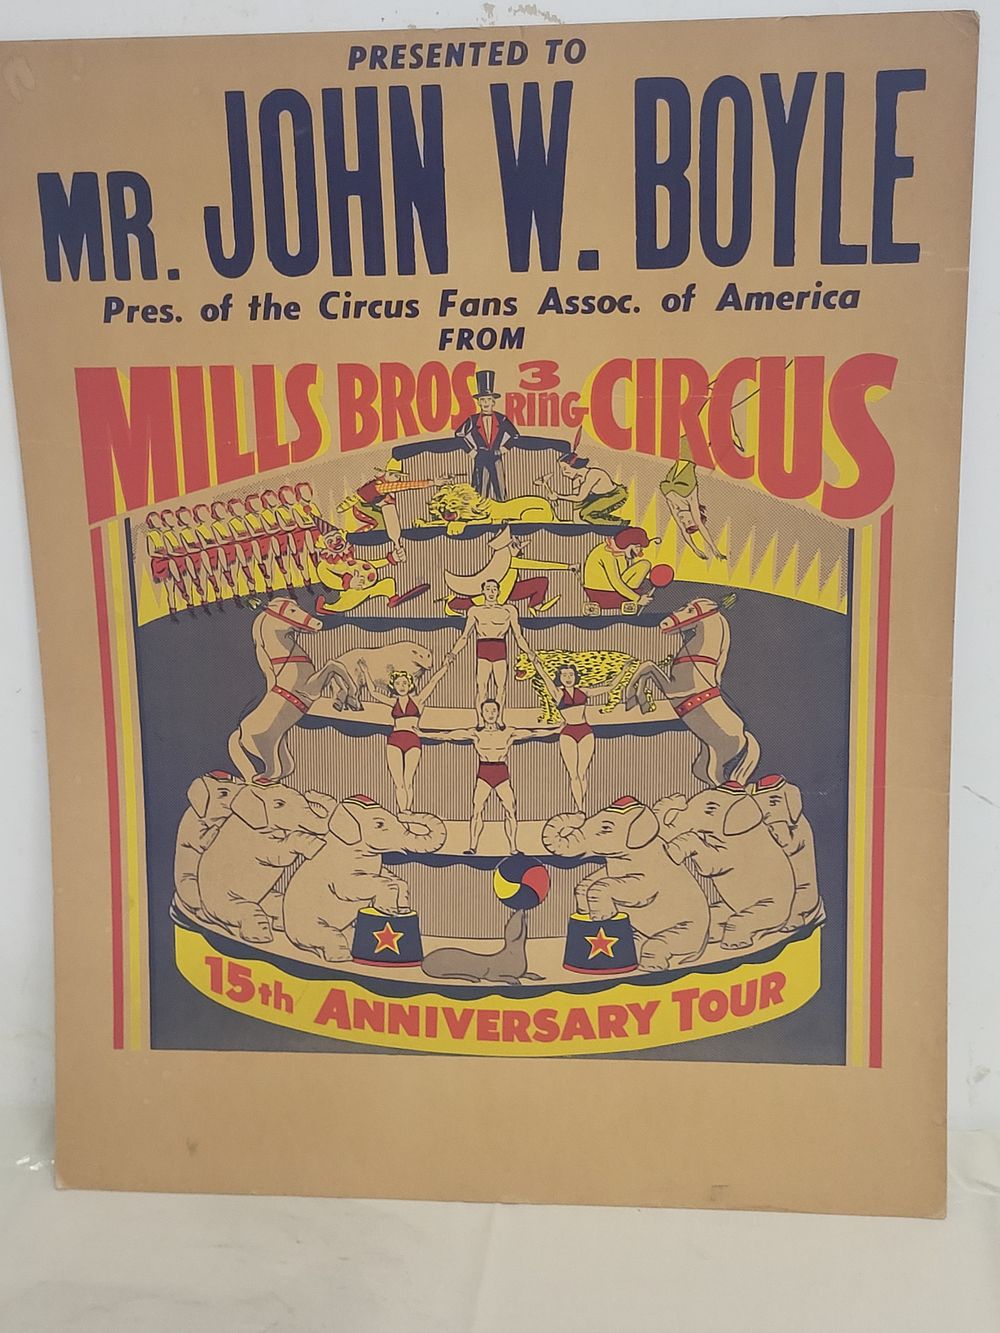 PRESENTED TO
MR. JOHN W. BOYLE
Pres. of the Circus Fans Assoc. of America
FROM
MILLS BROS 3 RING CIRCUS
15th ANNIVERSARY TOUR